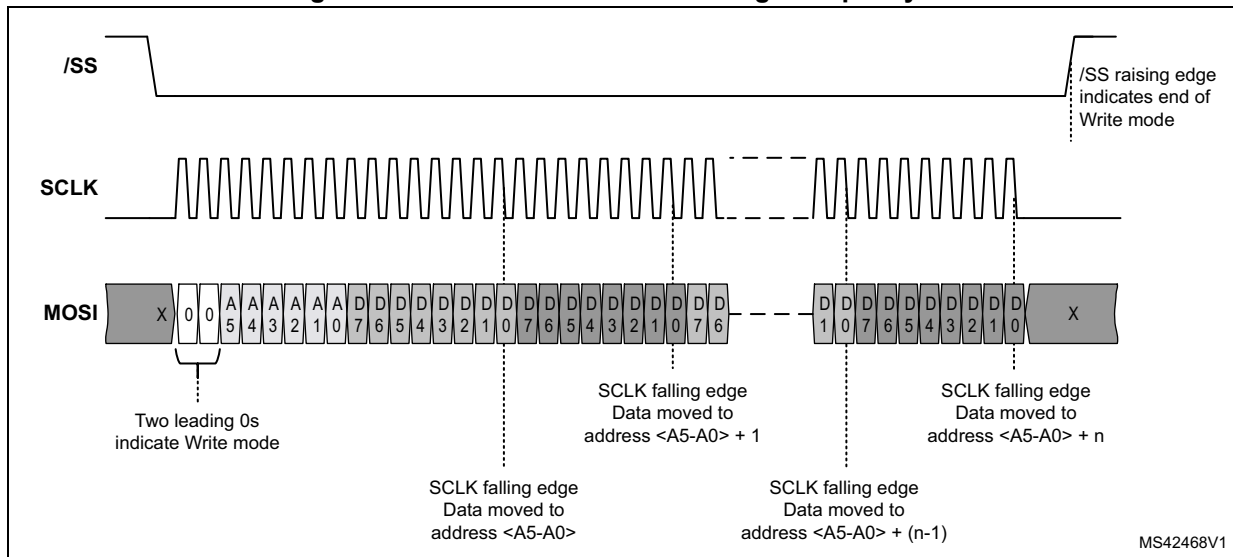 /SS
/SS raising edge
indicates end of
Write mode
SCLK
MOSI
X 0 0 A5 A4 A3 A2 A1 A0 D7 D6 D5 D4 D3 D2 D1 D0 D7 D6 D5 D4 D3 D2 D1 D0 D7 D6 D1 D0 D7 D6 D5 D4 D3 D2 D1 D0 X
Two leading 0s
indicate Write mode
SCLK falling edge
Data moved to
address <A5-A0>
SCLK falling edge
Data moved to
address <A5-A0> + 1
SCLK falling edge
Data moved to
address <A5-A0> + (n-1)
SCLK falling edge
Data moved to
address <A5-A0> + n
MS42468V1